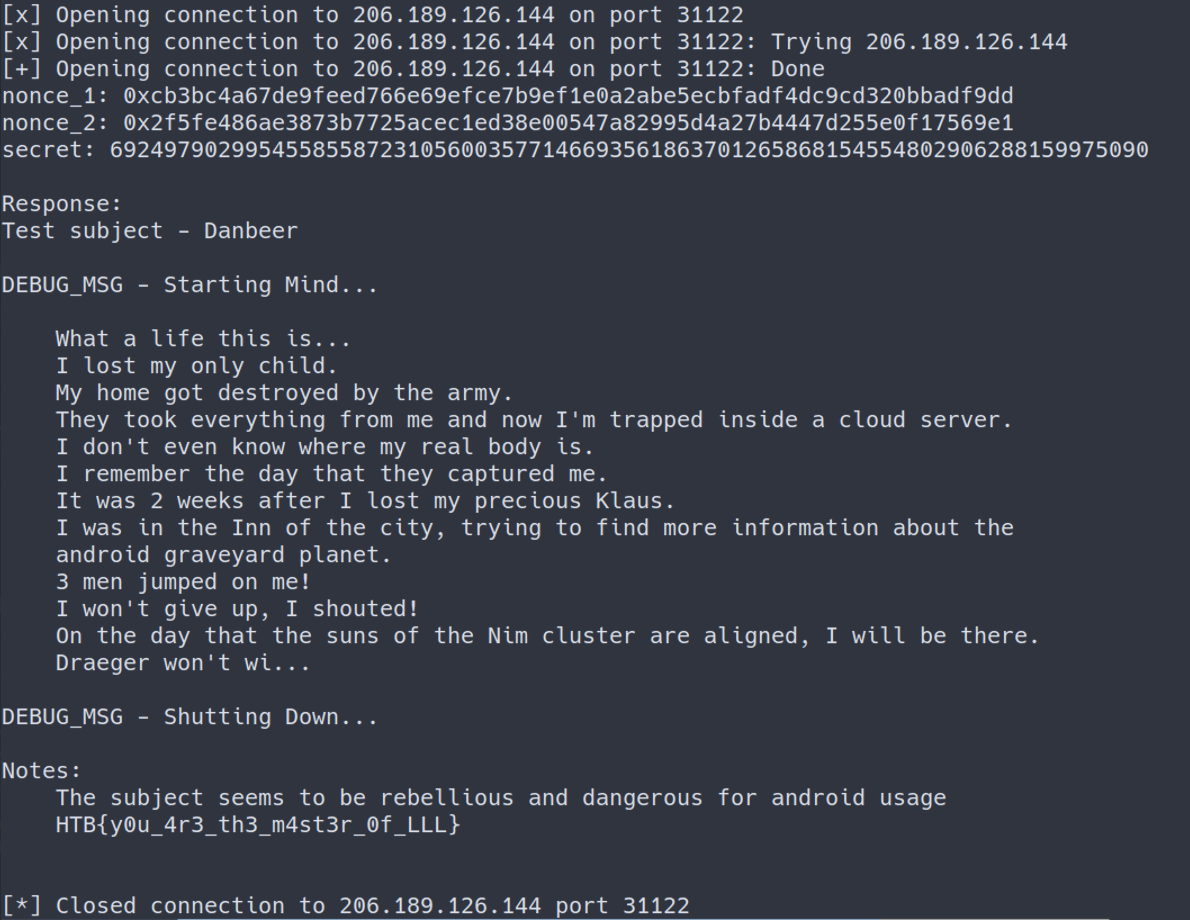 [x] Opening connection to 206.189.126.144 on port 31122
[x] Opening connection to 206.189.126.144 on port 31122: Trying 206.189.126.144
[+] Opening connection to 206.189.126.144 on port 31122: Done
nonce_1: 0xcb3bc4a67de9feed766e69efce7b9ef1e0a2abe5ecbfadf4dc9cd320bbadf9dd
nonce_2: 0x2f5fe486ae3873b7725acec1ed38e00547a82995d4a27b4447d255e0f17569e1
secret: 69249790299545585587231056003577146693561863701265868154554802906288159975090
Response:
Test subject - Danbeer
DEBUG_MSG - Starting Mind...
What a life this is...
I lost my only child.
My home got destroyed by the army.
They took everything from me and now I'm trapped inside a cloud server.
I don't even know where my real body is.
I remember the day that they captured me.
It was 2 weeks after I lost my precious Klaus.
I was in the Inn of the city, trying to find more information about the
android graveyard planet.
3 men jumped on me!
I won't give up, I shouted!
On the day that the suns of the Nim cluster are aligned, I will be there.
Draeger won't wi...
DEBUG_MSG - Shutting Down...
Notes:
The subject seems to be rebellious and dangerous for android usage
HTB{y0u_4r3_th3_m4st3r_0f_LLL}
[*] Closed connection to 206.189.126.144 port 31122